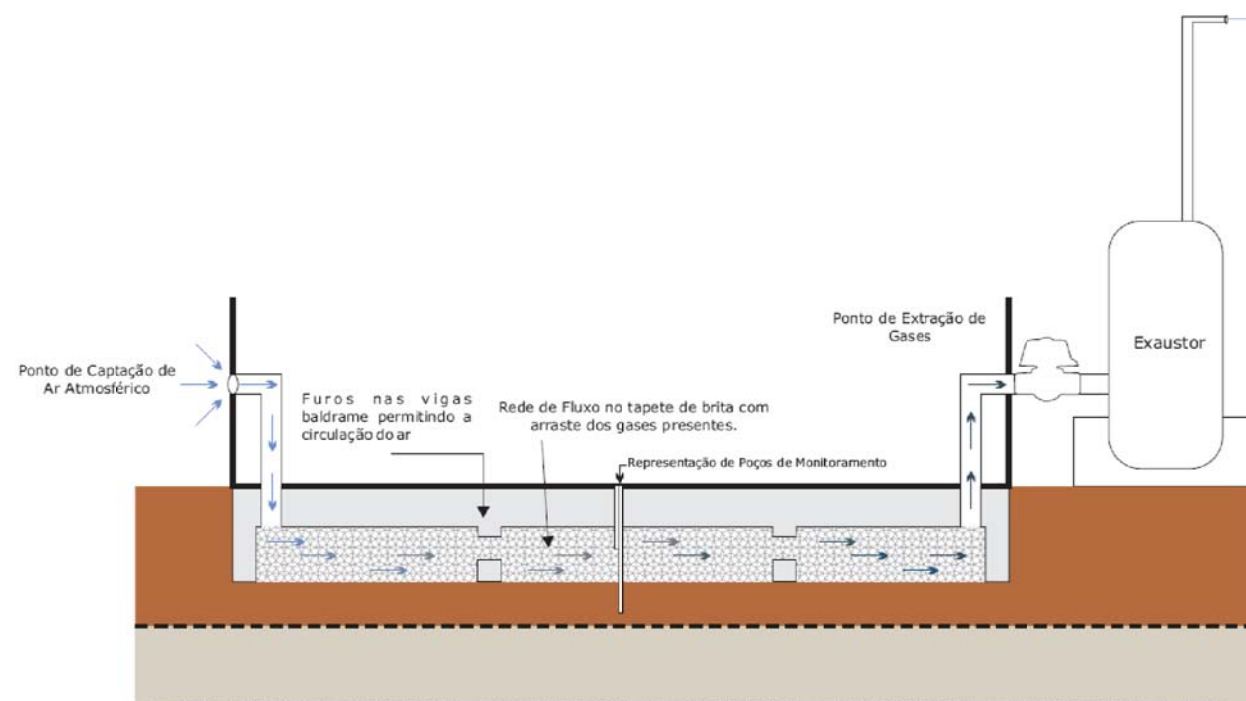 Ponto de Captação de
Ar Atmosférico
Furos nas vigas
baldrame permitindo a
circulação do ar
Rede de Fluxo no tapete de brita com
arraste dos gases presentes.
Representação de Poços de Monitoramento
Ponto de Extração de
Gases
Exaustor